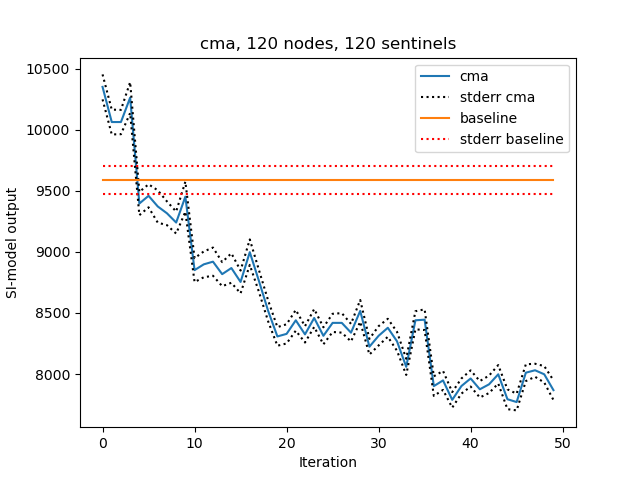 cma, 120 nodes, 120 sentinels
10500
10000
9500
9000
8500
8000
SI-model output
cma
stderr cma
baseline
stderr baseline
0 10 20 30 40 50
Iteration